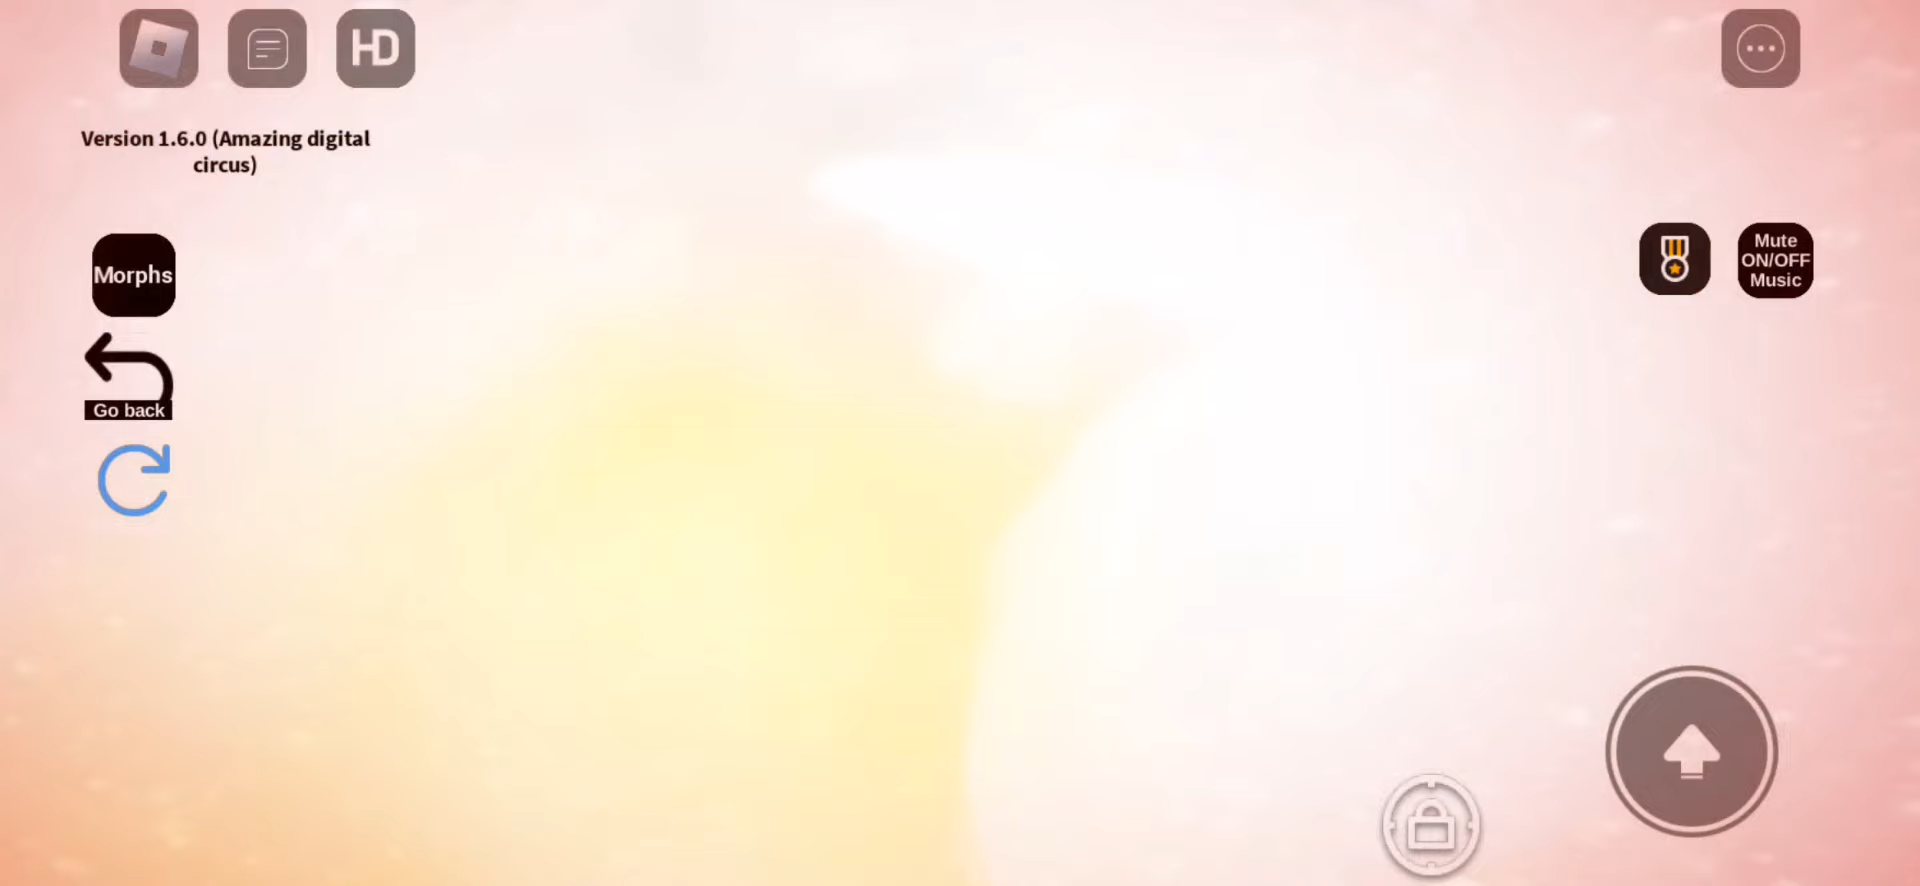 HD
Version 1.6.0 (Amazing digital
circus)
Morphs
Go back
Mute
ON/OFF
Music